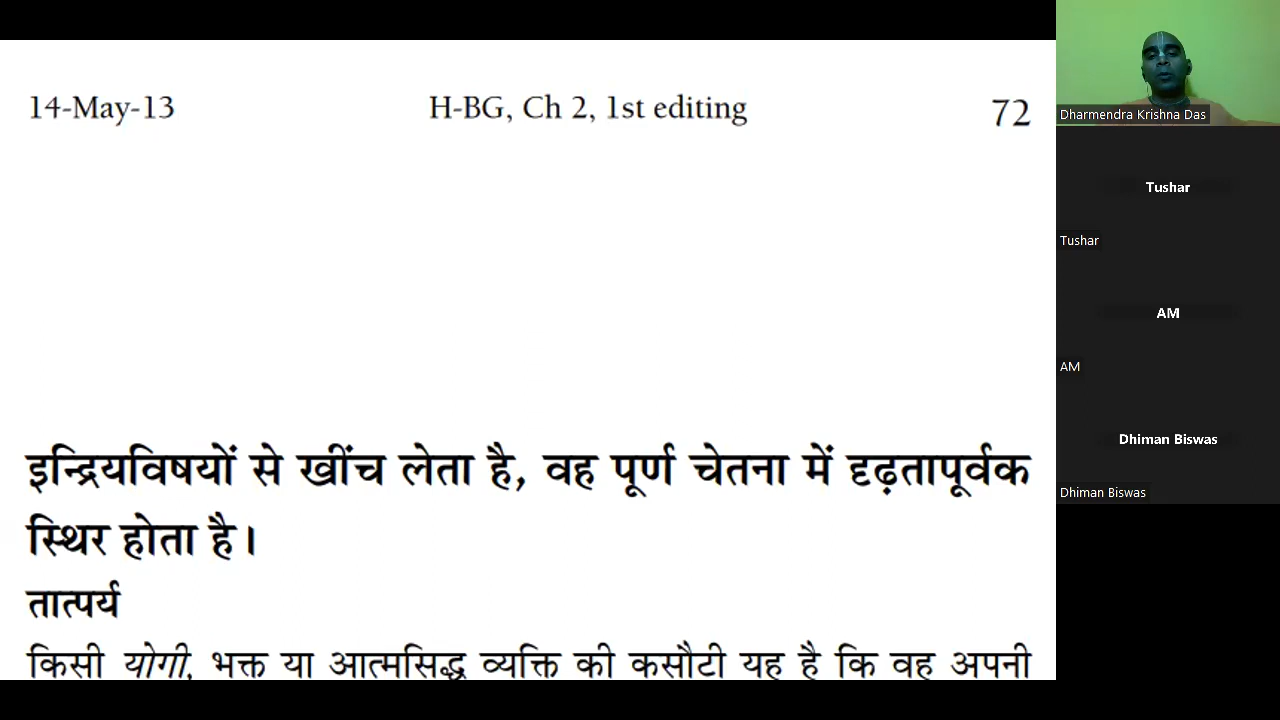 14-May-13 H-BG, Ch 2, 1st editing 72
इन्द्रियविषयों से खींच लेता है, वह पूर्ण चेतना में दृढ़तापूर्वक
स्थिर होता है।
तात्पर्य
किसी योगी, भक्त या आत्मसिद्ध व्यक्ति की कसौटी यह है कि वह अपनी
Dharmendra Krishna Das
Tushar
Tushar
AM
AM
Dhiman Biswas
Dhiman Biswas